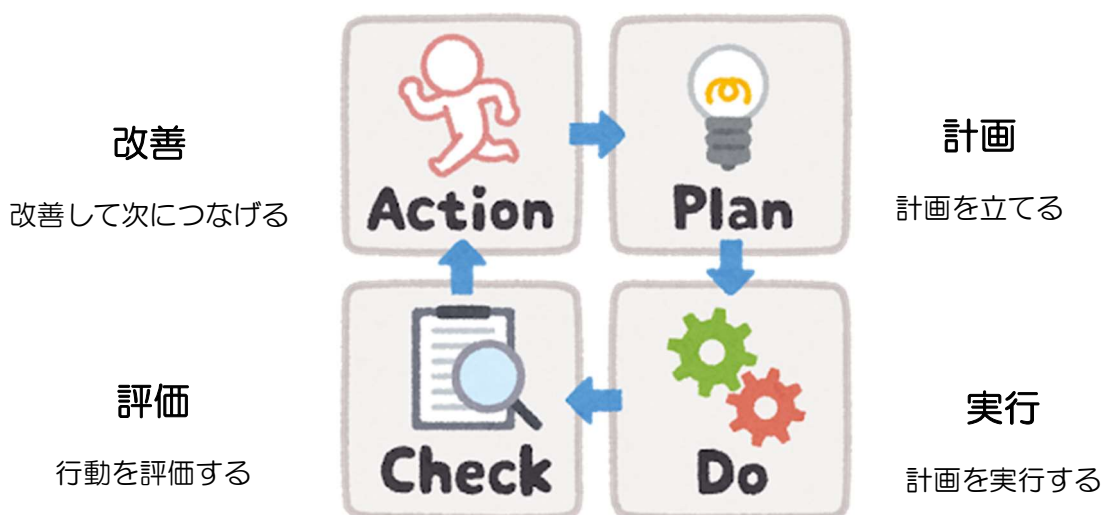 改善
改善して次につなげる
Action
Plan
計画
計画を立てる
評価
行動を評価する
Check
Do
実行
計画を実行する